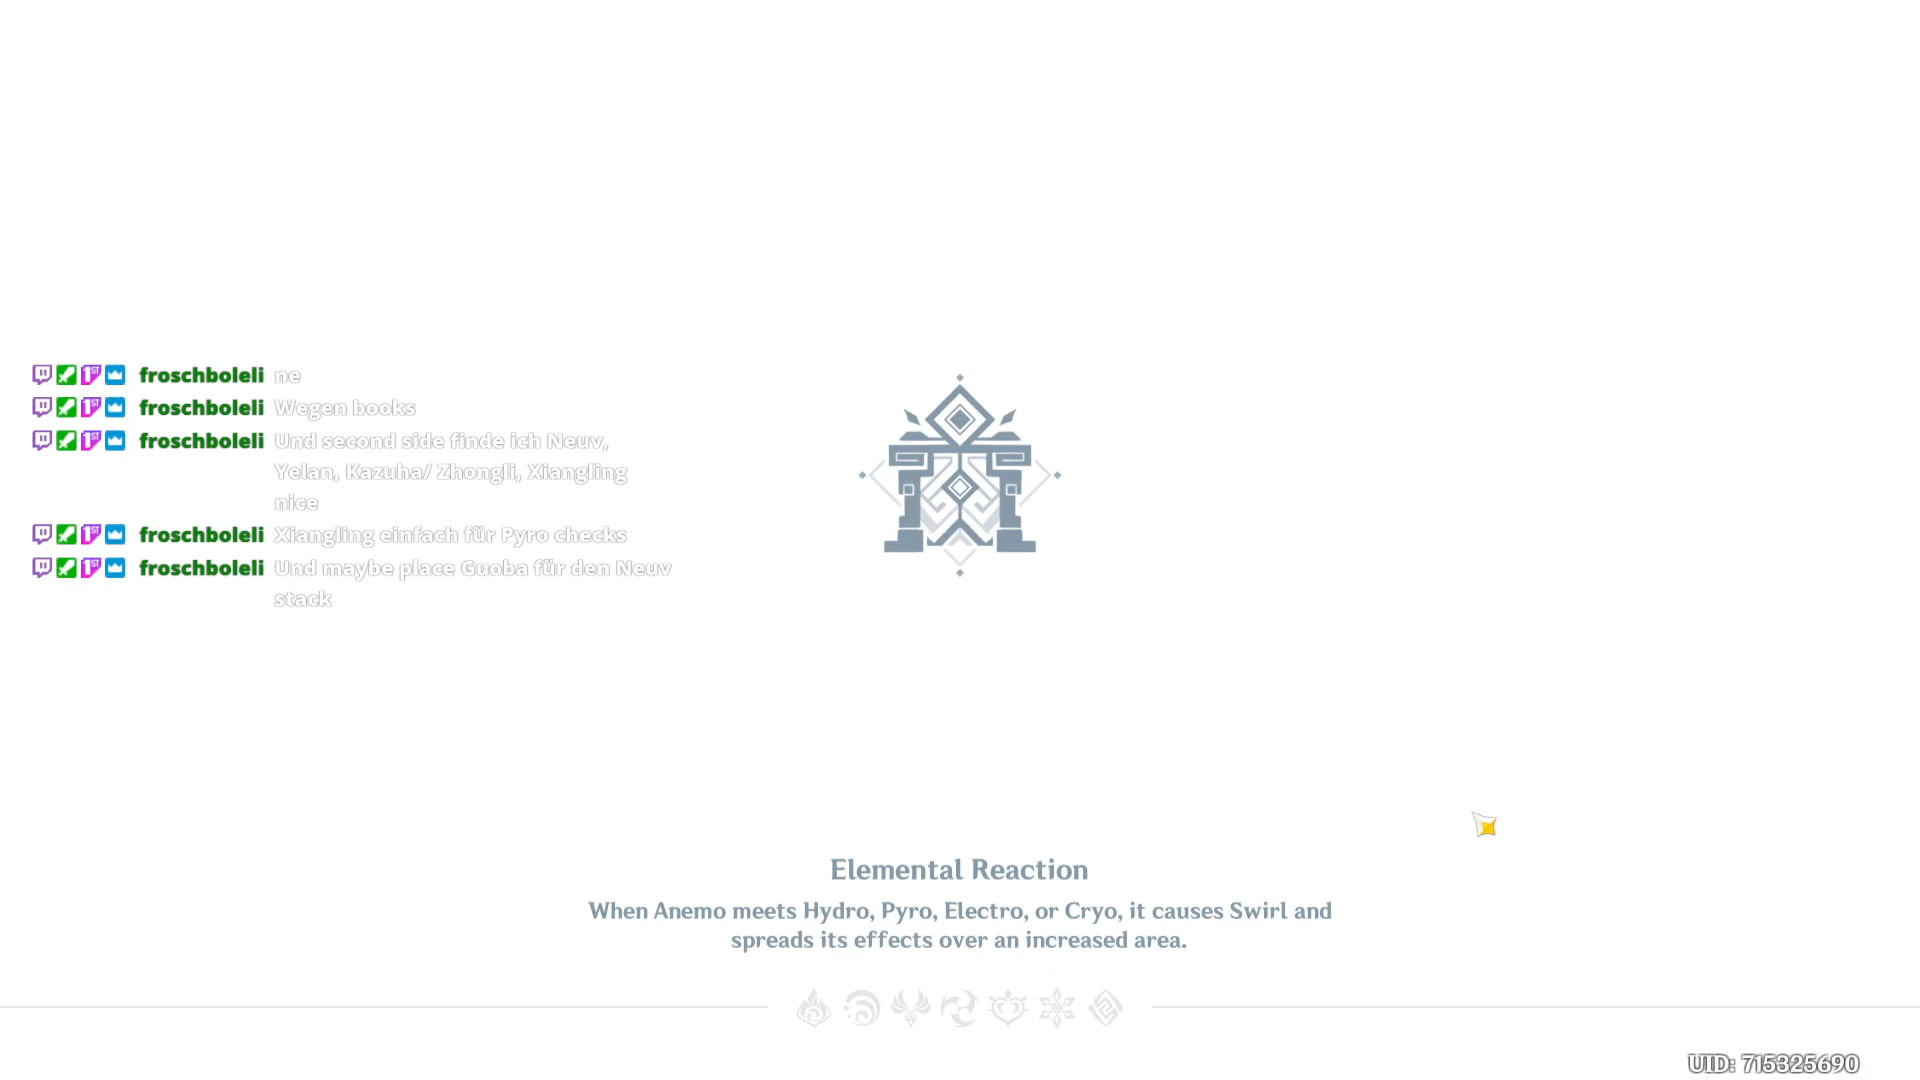 froschboleli ne
froschboleli Wegen books
froschboleli Und second side finde ich Neuv,
Yelan, Kazuha/ Zhongli, Xiangling
nice
froschboleli Xiangling einfach für Pyro checks
froschboleli Und maybe place Guoba für den Neuv
stack
Elemental Reaction
When Anemo meets Hydro, Pyro, Electro, or Cryo, it causes Swirl and
spreads its effects over an increased area.
UID: 715325690